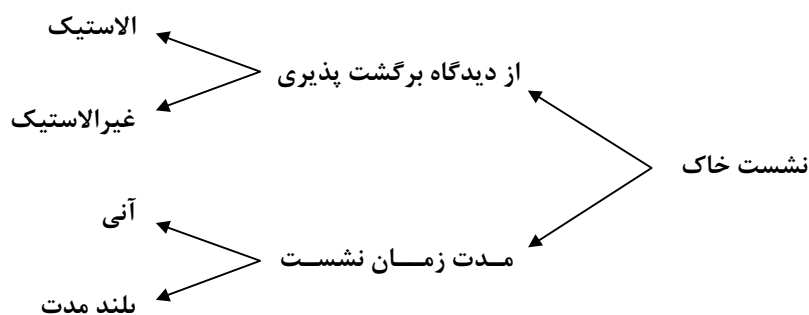 نشست خاک
از دیدگاه برگشت پذیری
الاستیک
غیرالاستیک
مدت زمان نشست
آنی
بلند مدت